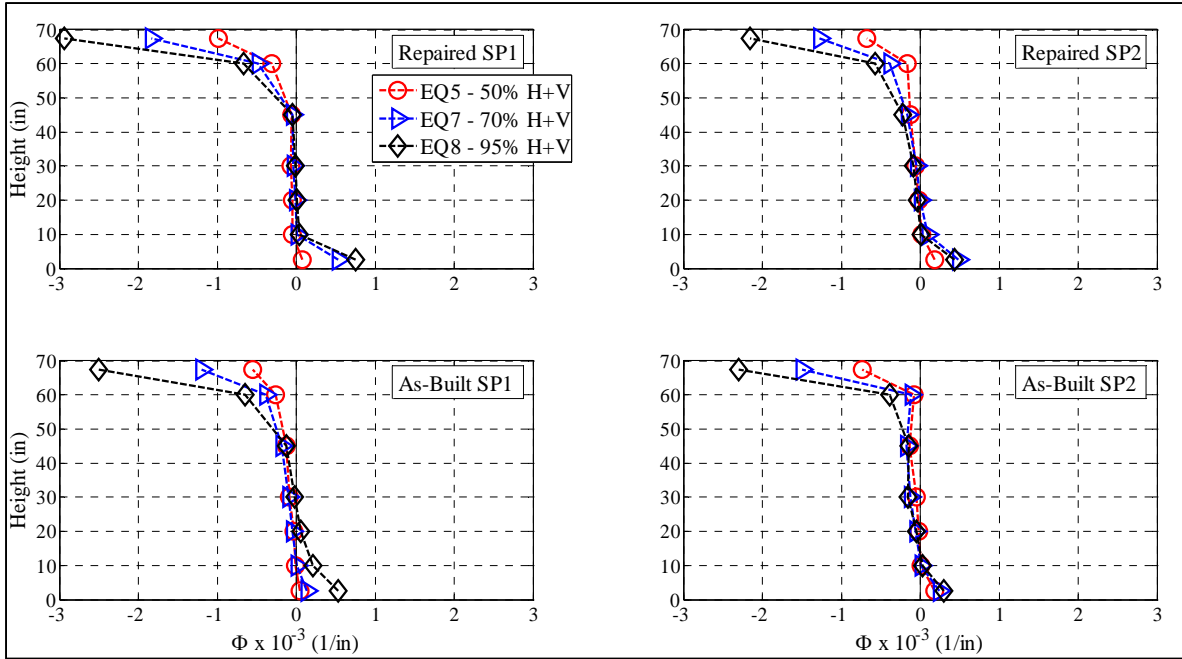 70
60
50
40
30
20
10
0
Height (in)
-3 -2 -1 0 1 2 3
Repaired SP1
EQ5 - 50% H+V
EQ7 - 70% H+V
EQ8 - 95% H+V
70
60
50
40
30
20
10
0
-3 -2 -1 0 1 2 3
Repaired SP2
70
60
50
40
30
20
10
0
Height (in)
-3 -2 -1 0 1 2 3
Φ x 10⁻³ (1/in)
As-Built SP1
70
60
50
40
30
20
10
0
-3 -2 -1 0 1 2 3
Φ x 10⁻³ (1/in)
As-Built SP2